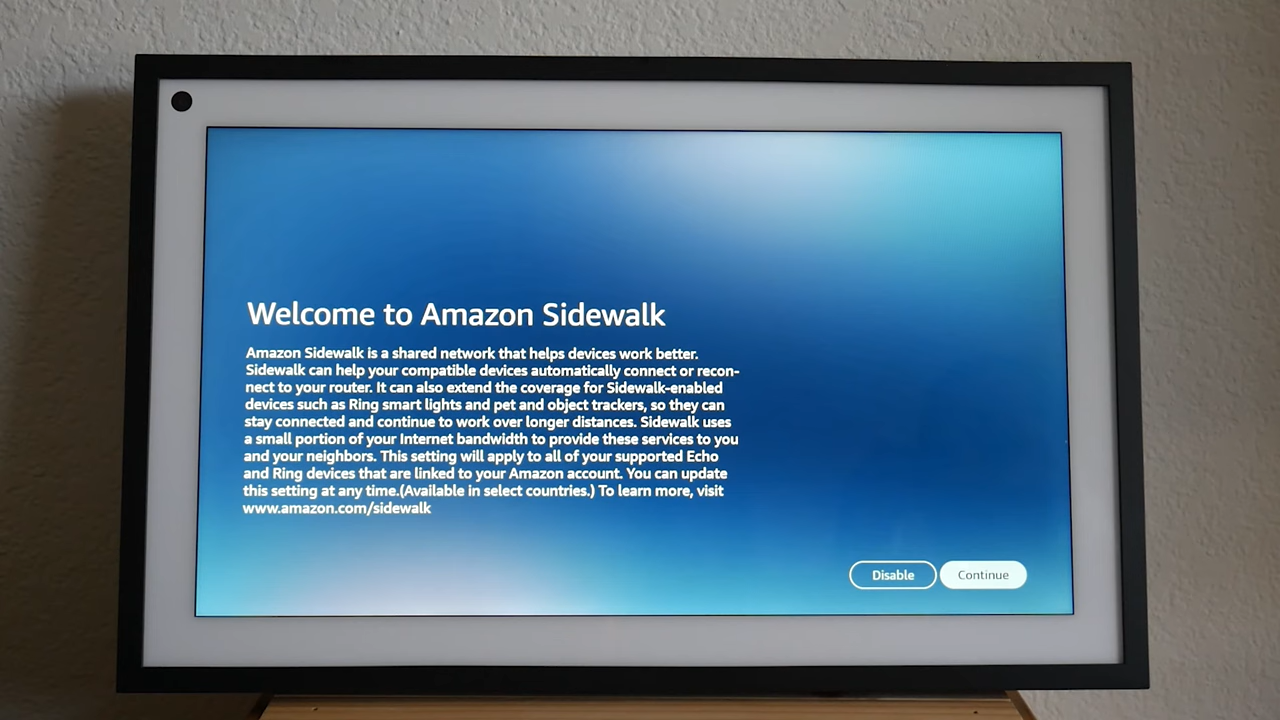 Welcome to Amazon Sidewalk
Amazon Sidewalk is a shared network that helps devices work better.
Sidewalk can help your compatible devices automatically connect or recon-
nect to your router. It can also extend the coverage for Sidewalk-enabled
devices such as Ring smart lights and pet and object trackers, so they can
stay connected and continue to work over longer distances. Sidewalk uses
a small portion of your Internet bandwidth to provide these services to you
and your neighbors. This setting will apply to all of your supported Echo
and Ring devices that are linked to your Amazon account. You can update
this setting at any time.(Available in select countries.) To learn more, visit
www.amazon.com/sidewalk
Disable Continue